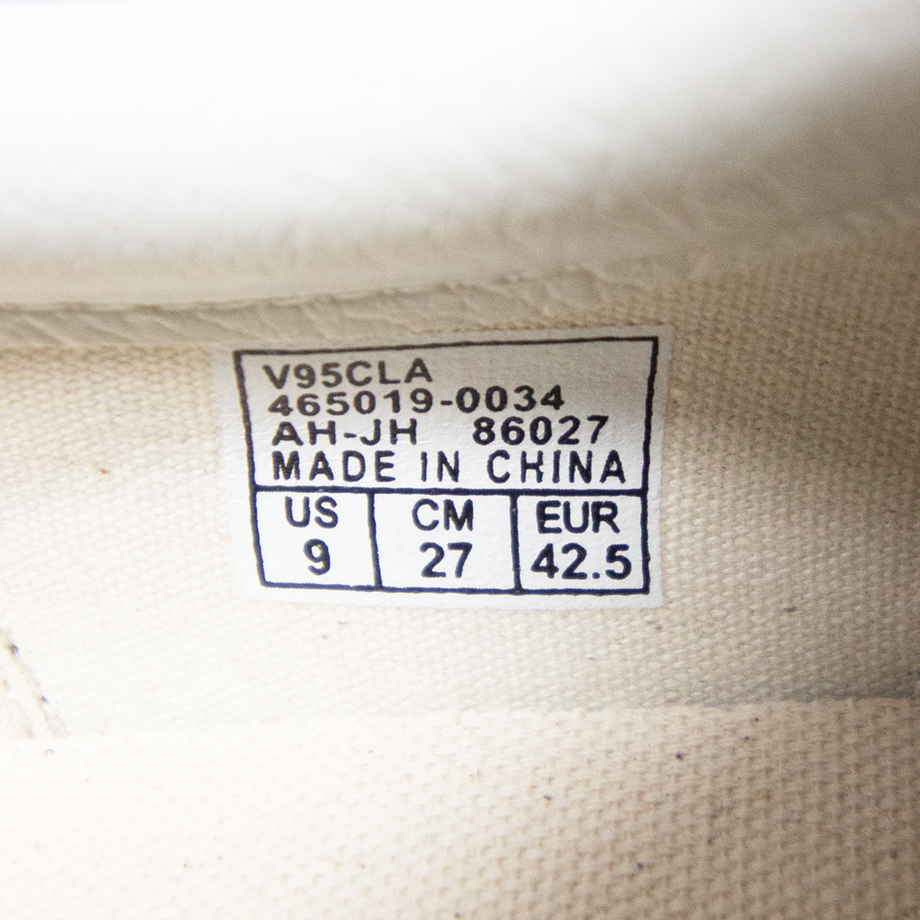 V95CLA
465019-0034
AH-JH 86027
MADE IN CHINA
US CM EUR
9 27 42.5